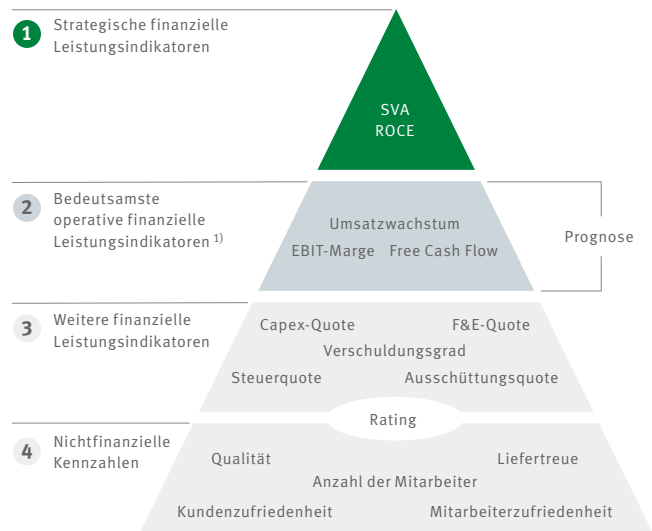 1 Strategische finanzielle
Leistungsindikatoren
SVA
ROCE
2 Bedeutsamste
operative finanzielle
Leistungsindikatoren 1)
Umsatzwachstum
EBIT-Marge Free Cash Flow
Prognose
3 Weitere finanzielle
Leistungsindikatoren
Capex-Quote F&E-Quote
Verschuldungsgrad
Steuerquote Ausschüttungsquote
Rating
4 Nichtfinanzielle
Kennzahlen
Qualität Liefertreue
Anzahl der Mitarbeiter
Kundenzufriedenheit Mitarbeiterzufriedenheit